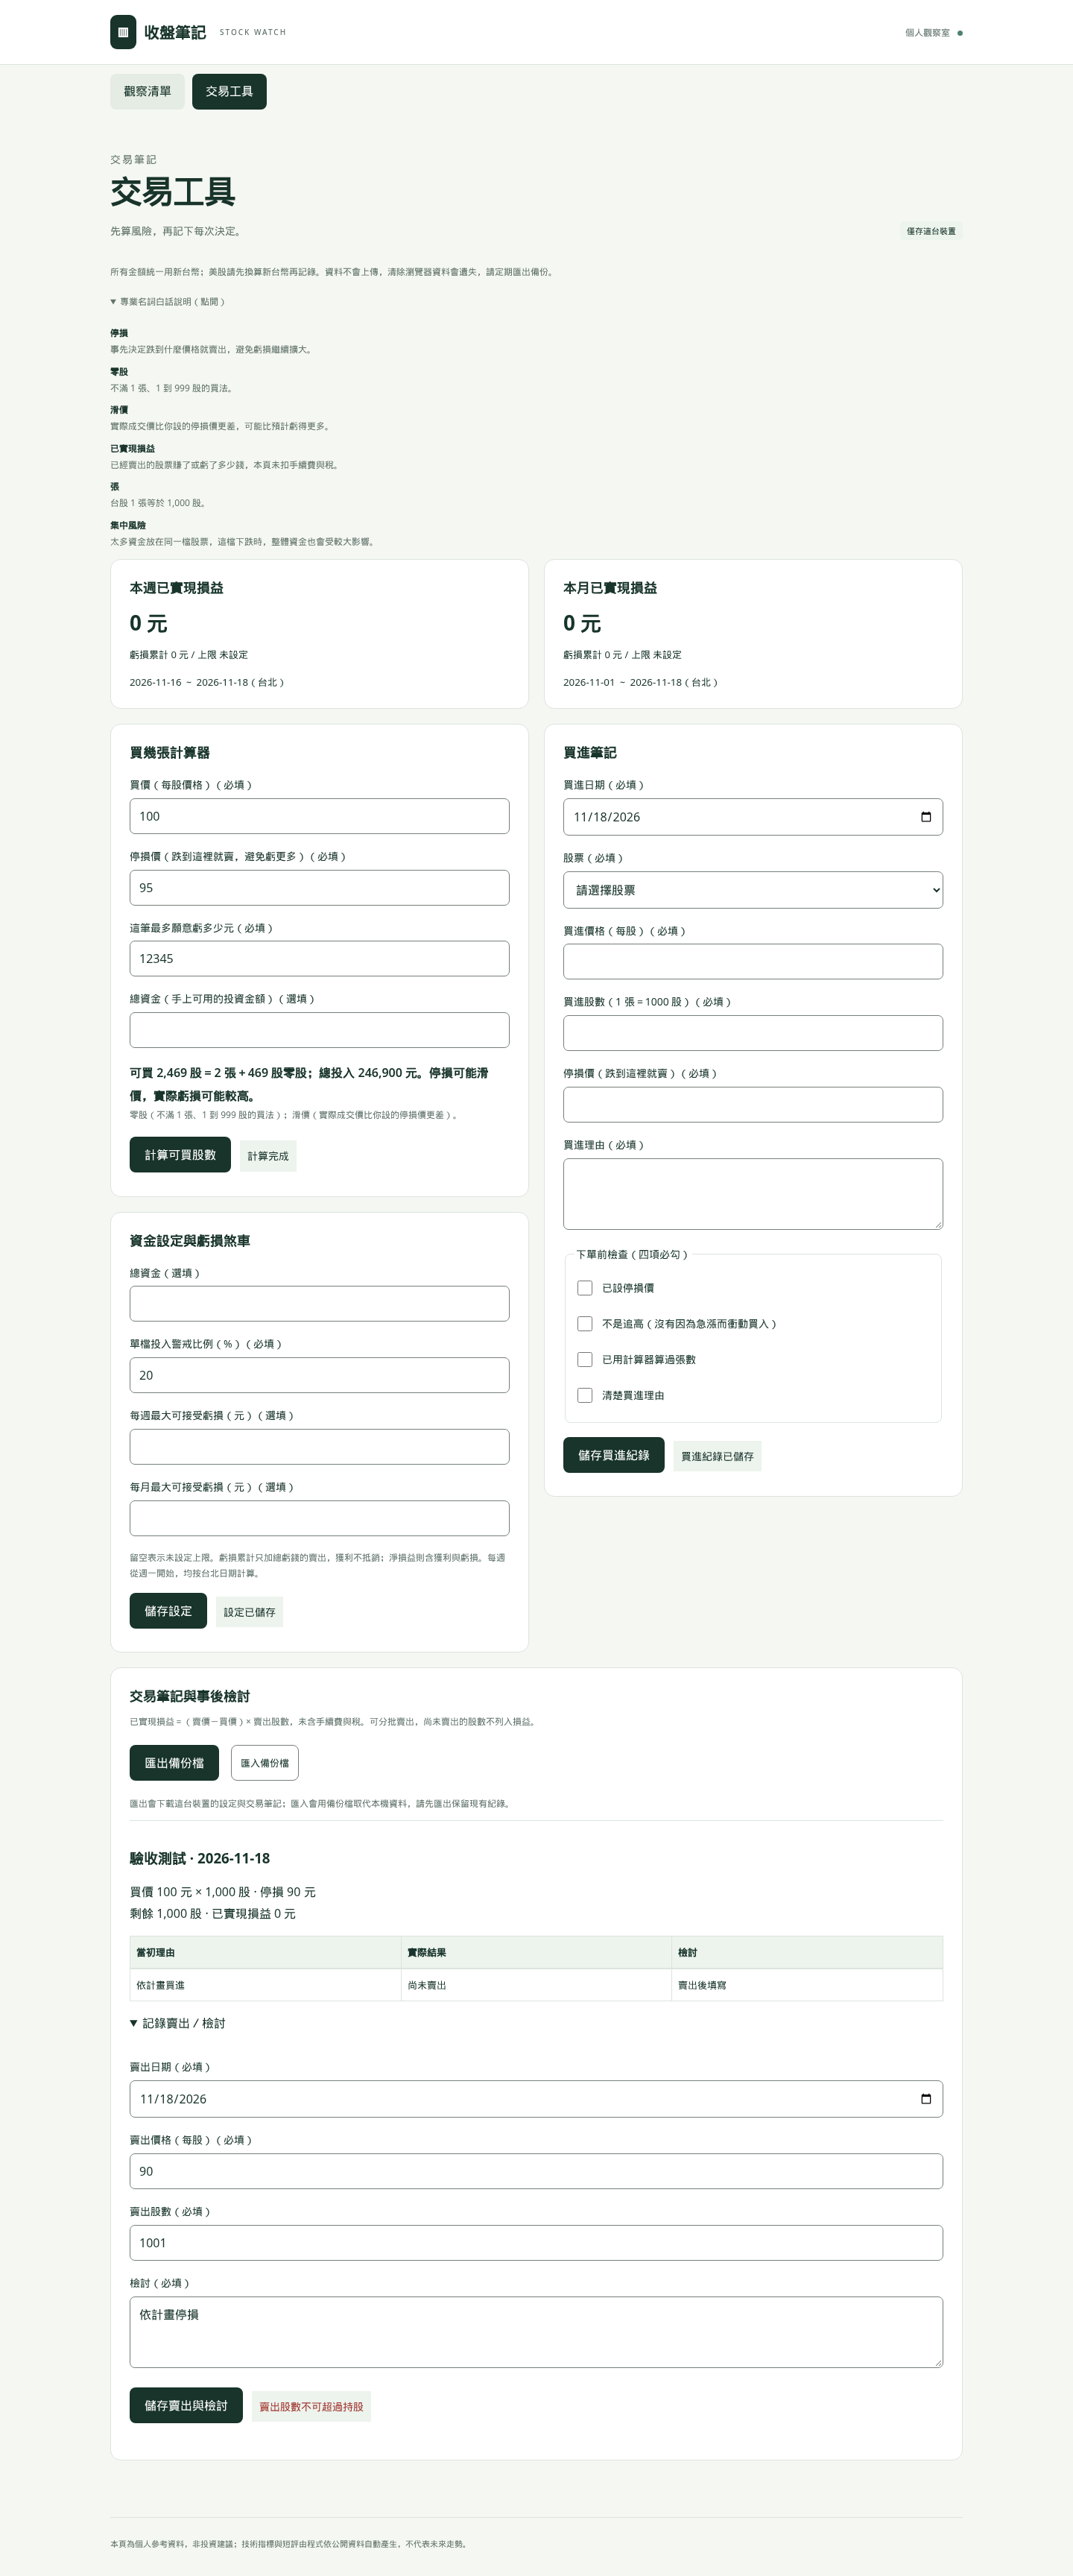 收盤筆記 STOCK WATCH
個人觀察室
觀察清單 交易工具
交易筆記
交易工具
先算風險，再記下每次決定。
僅存這台裝置
所有金額統一用新台幣；美股請先換算新台幣再記錄。資料不會上傳，清除瀏覽器資料會遺失，請定期匯出備份。
▼ 專業名詞白話說明（點開）
停損
事先決定跌到什麼價格就賣出，避免虧損繼續擴大。
零股
不滿 1 張、1 到 999 股的買法。
滑價
實際成交價比你設的停損價更差，可能比預計虧得更多。
已實現損益
已經賣出的股票賺了或虧了多少錢，本頁未扣手續費與稅。
張
台股 1 張等於 1,000 股。
集中風險
太多資金放在同一檔股票，這檔下跌時，整體資金也會受較大影響。
本週已實現損益
0 元
虧損累計 0 元 / 上限 未設定
2026-11-16 ~ 2026-11-18（台北）
本月已實現損益
0 元
虧損累計 0 元 / 上限 未設定
2026-11-01 ~ 2026-11-18（台北）
買幾張計算器
買價（每股價格）（必填）
100
停損價（跌到這裡就賣，避免虧更多）（必填）
95
這筆最多願意虧多少元（必填）
12345
總資金（手上可用的投資金額）（選填）
可買 2,469 股 = 2 張 + 469 股零股；總投入 246,900 元。停損可能滑
價，實際虧損可能較高。
零股（不滿 1 張、1 到 999 股的買法）；滑價（實際成交價比你設的停損價更差）。
計算可買股數 計算完成
資金設定與虧損煞車
總資金（選填）
單檔投入警戒比例（%）（必填）
20
每週最大可接受虧損（元）（選填）
每月最大可接受虧損（元）（選填）
留空表示未設定上限。虧損累計只加總虧錢的賣出，獲利不抵銷；淨損益則含獲利與虧損。每週
從週一開始，均按台北日期計算。
儲存設定 設定已儲存
買進筆記
買進日期（必填）
11/18/2026
股票（必填）
請選擇股票
買進價格（每股）（必填）
買進股數（1 張 = 1000 股）（必填）
停損價（跌到這裡就賣）（必填）
買進理由（必填）
下單前檢查（四項必勾）
已設停損價
不是追高（沒有因為急漲而衝動買入）
已用計算器算過張數
清楚買進理由
儲存買進紀錄 買進紀錄已儲存
交易筆記與事後檢討
已實現損益 = （賣價－買價）× 賣出股數，未含手續費與稅。可分批賣出，尚未賣出的股數不列入損益。
匯出備份檔 匯入備份檔
匯出會下載這台裝置的設定與交易筆記；匯入會用備份檔取代本機資料，請先匯出保留現有紀錄。
驗收測試 · 2026-11-18
買價 100 元 × 1,000 股 · 停損 90 元
剩餘 1,000 股 · 已實現損益 0 元
當初理由 實際結果 檢討
依計畫買進 尚未賣出 賣出後填寫
▼ 記錄賣出 / 檢討
賣出日期（必填）
11/18/2026
賣出價格（每股）（必填）
90
賣出股數（必填）
1001
檢討（必填）
依計畫停損
儲存賣出與檢討 賣出股數不可超過持股
本頁為個人參考資料，非投資建議；技術指標與短評由程式依公開資料自動產生，不代表未來走勢。